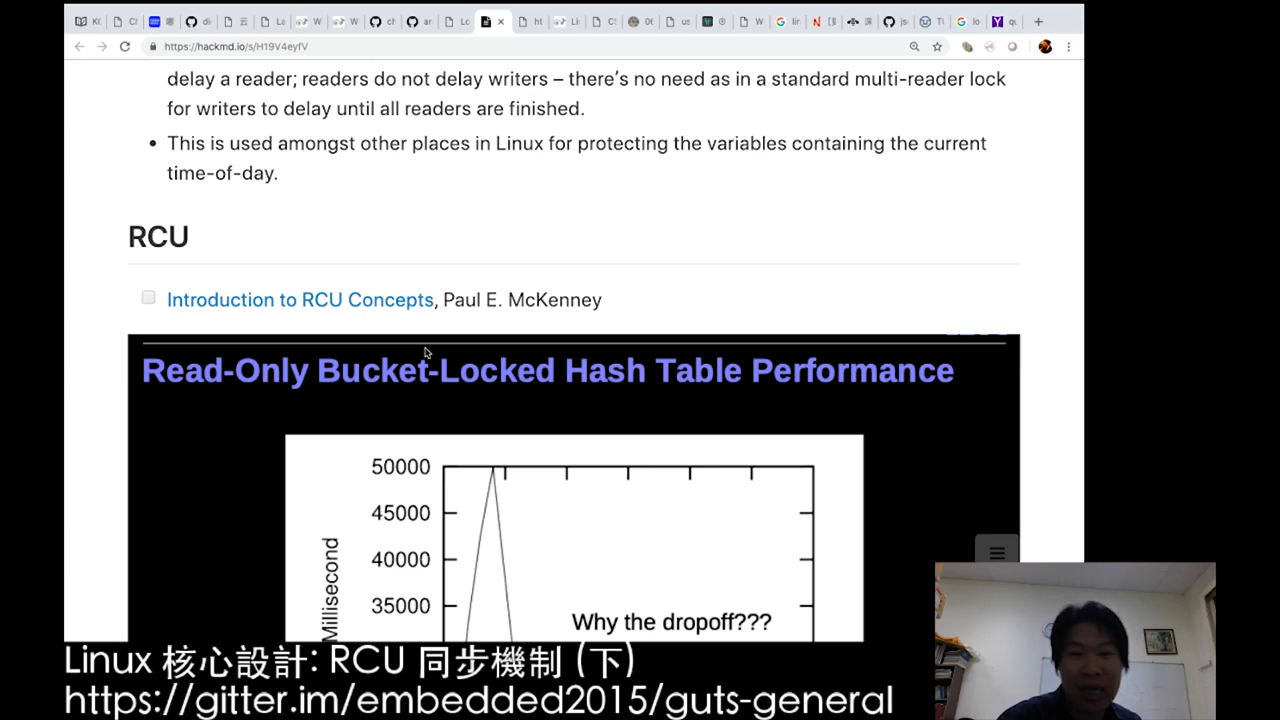 https://hackmd.io/s/H19V4eyfV
delay a reader; readers do not delay writers – there's no need as in a standard multi-reader lock
for writers to delay until all readers are finished.
This is used amongst other places in Linux for protecting the variables containing the current
time-of-day.
RCU
Introduction to RCU Concepts, Paul E. McKenney
Read-Only Bucket-Locked Hash Table Performance
50000
45000
40000
35000
Millisecond
Why the dropoff???
Linux 核心設計: RCU 同步機制 (下)
https://gitter.im/embedded2015/guts-general